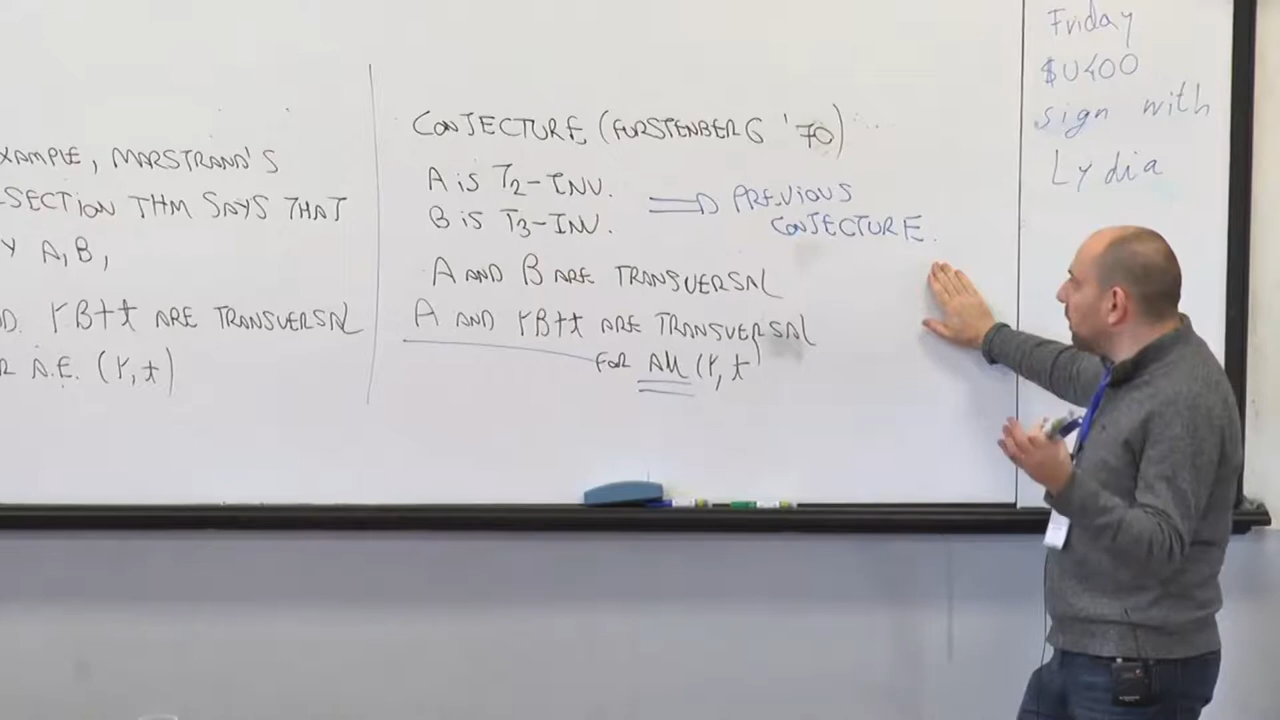 XAMPLE, MARSTRAND'S
-SECTION THM SAYS THAT
Y A, B,
D. rB+t ARE TRANSVERSAL
R A.E. (r, t)
CONJECTURE (FURSTENBERG '70)
A IS T2-INV.
B IS T3-INV.
⇒ PREVIOUS
CONJECTURE.
A AND B ARE TRANSVERSAL
A AND rB+t ARE TRANSVERSAL
FOR All (r, t)
Friday
$U400
sign with
Lydia